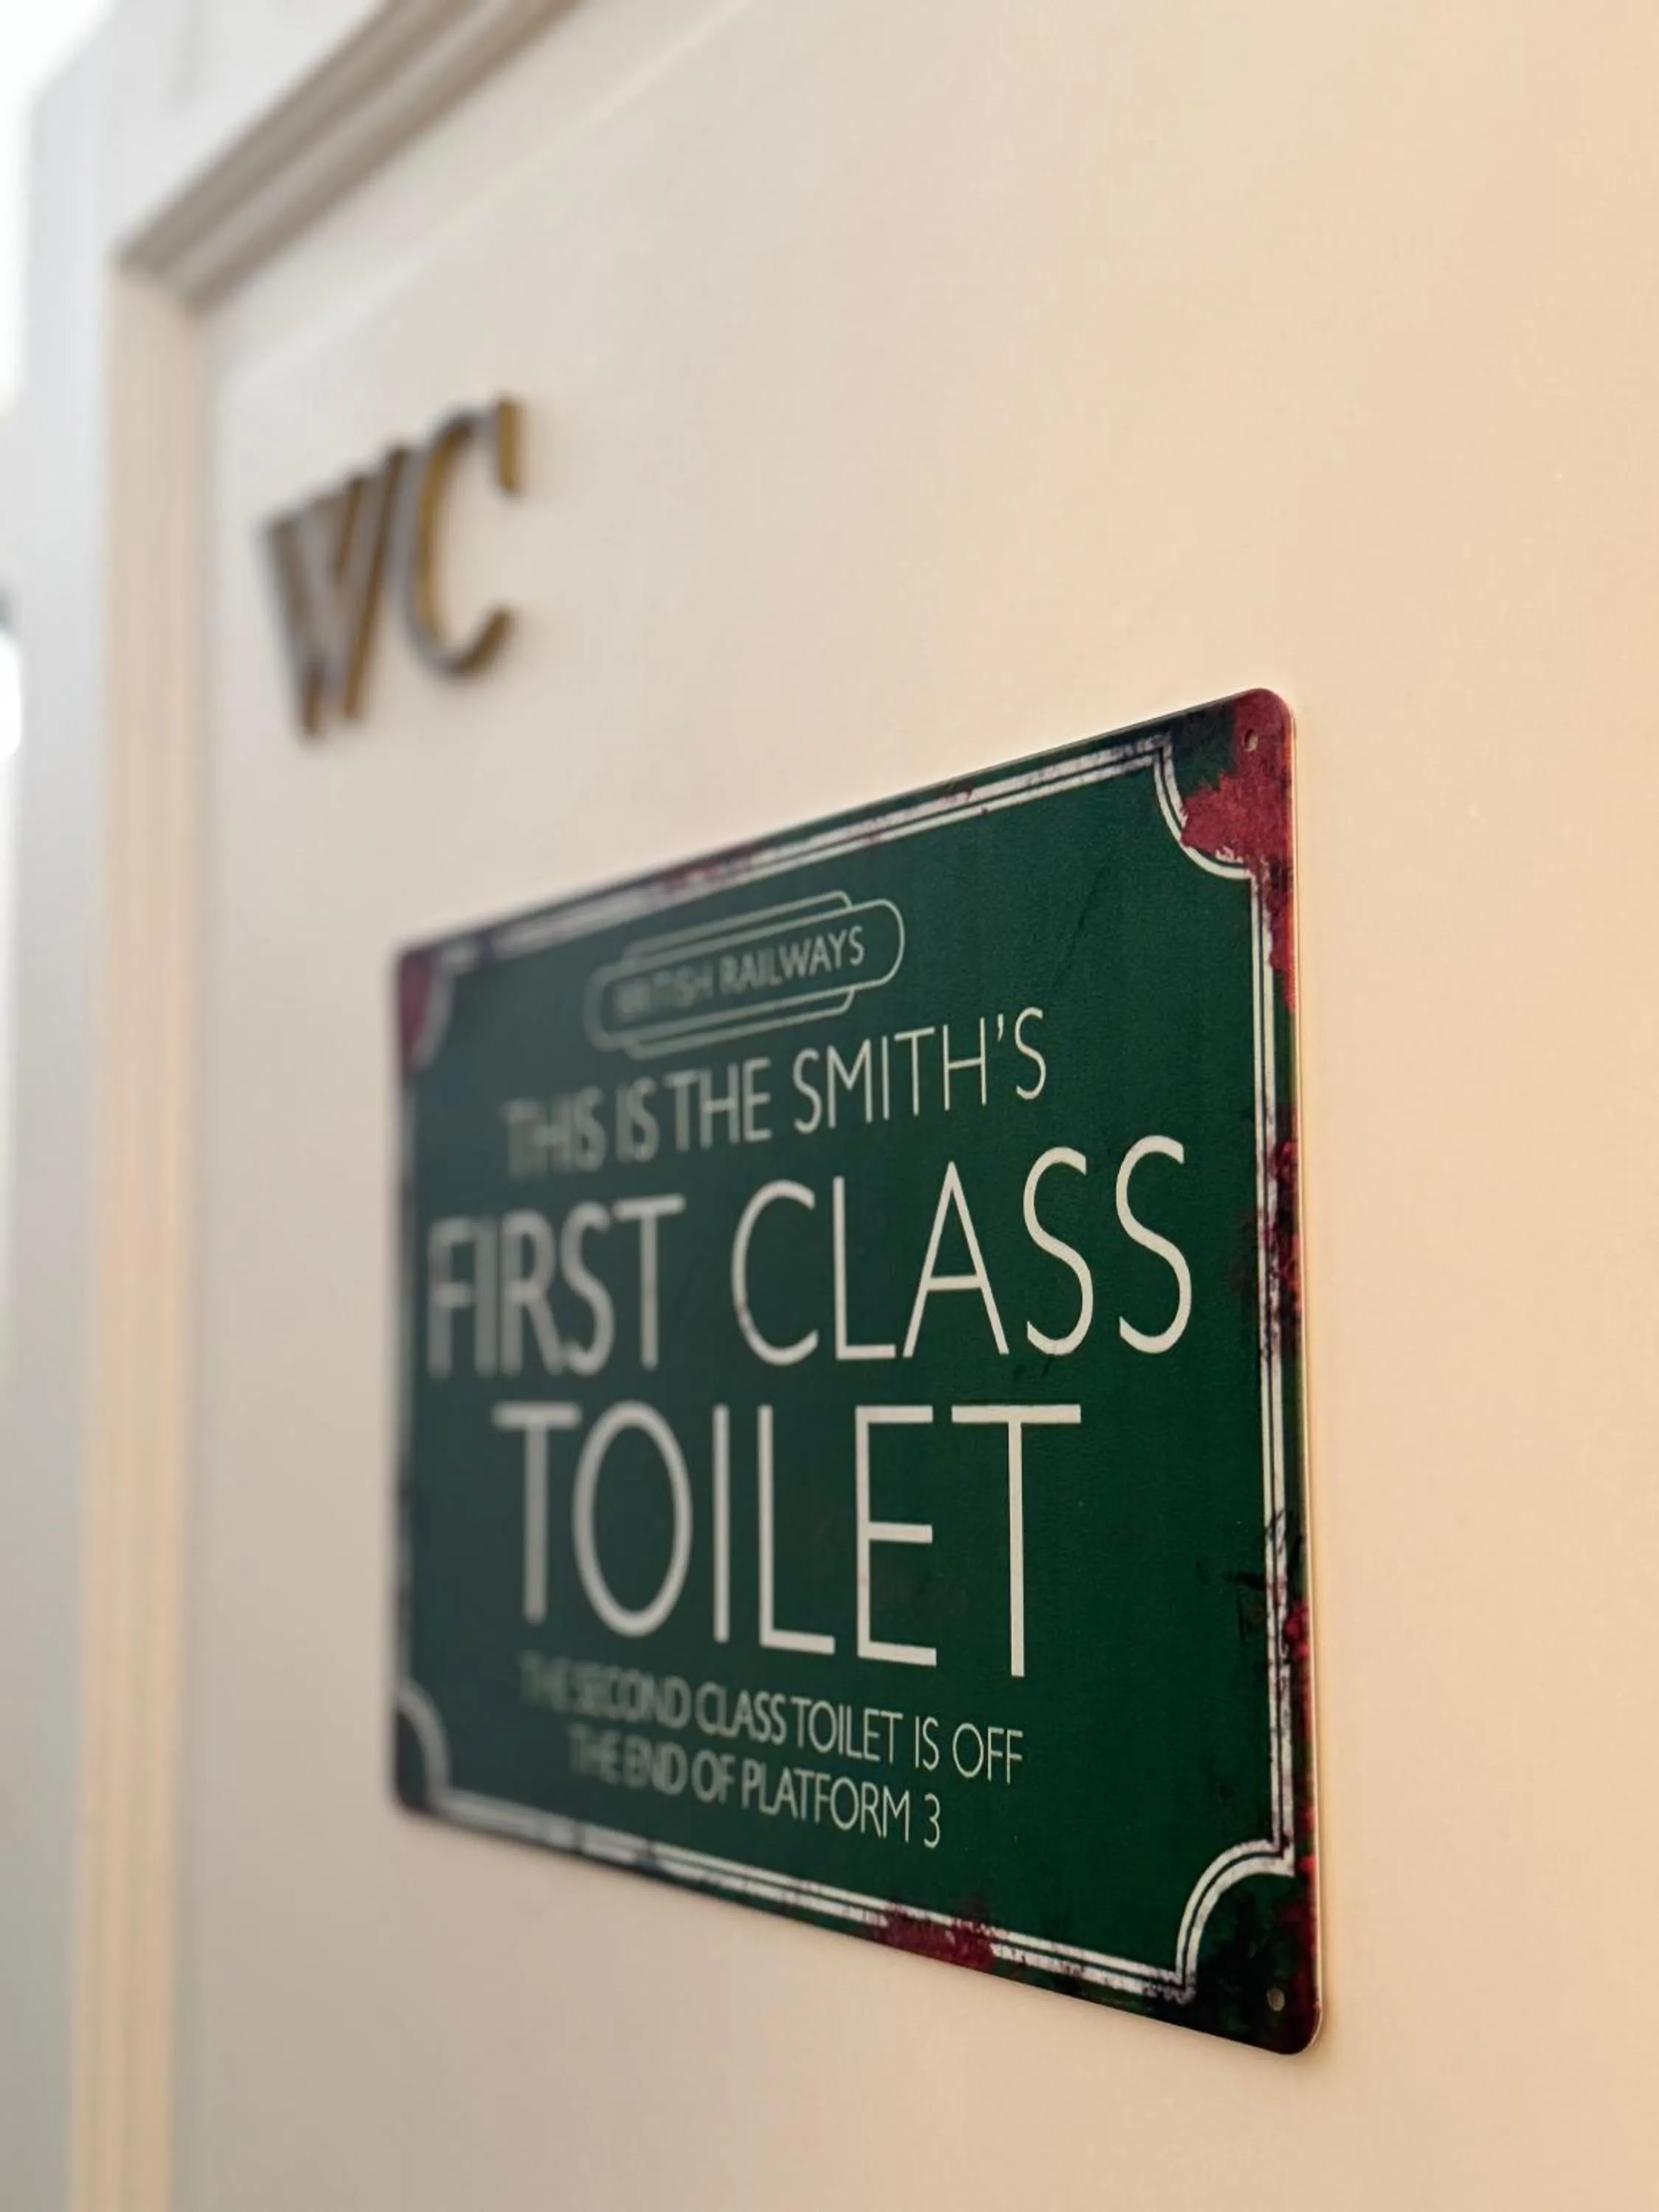 WC
BRITISH RAILWAYS
THIS IS THE SMITH'S
FIRST CLASS
TOILET
THE SECOND CLASS TOILET IS OFF
THE END OF PLATFORM 3